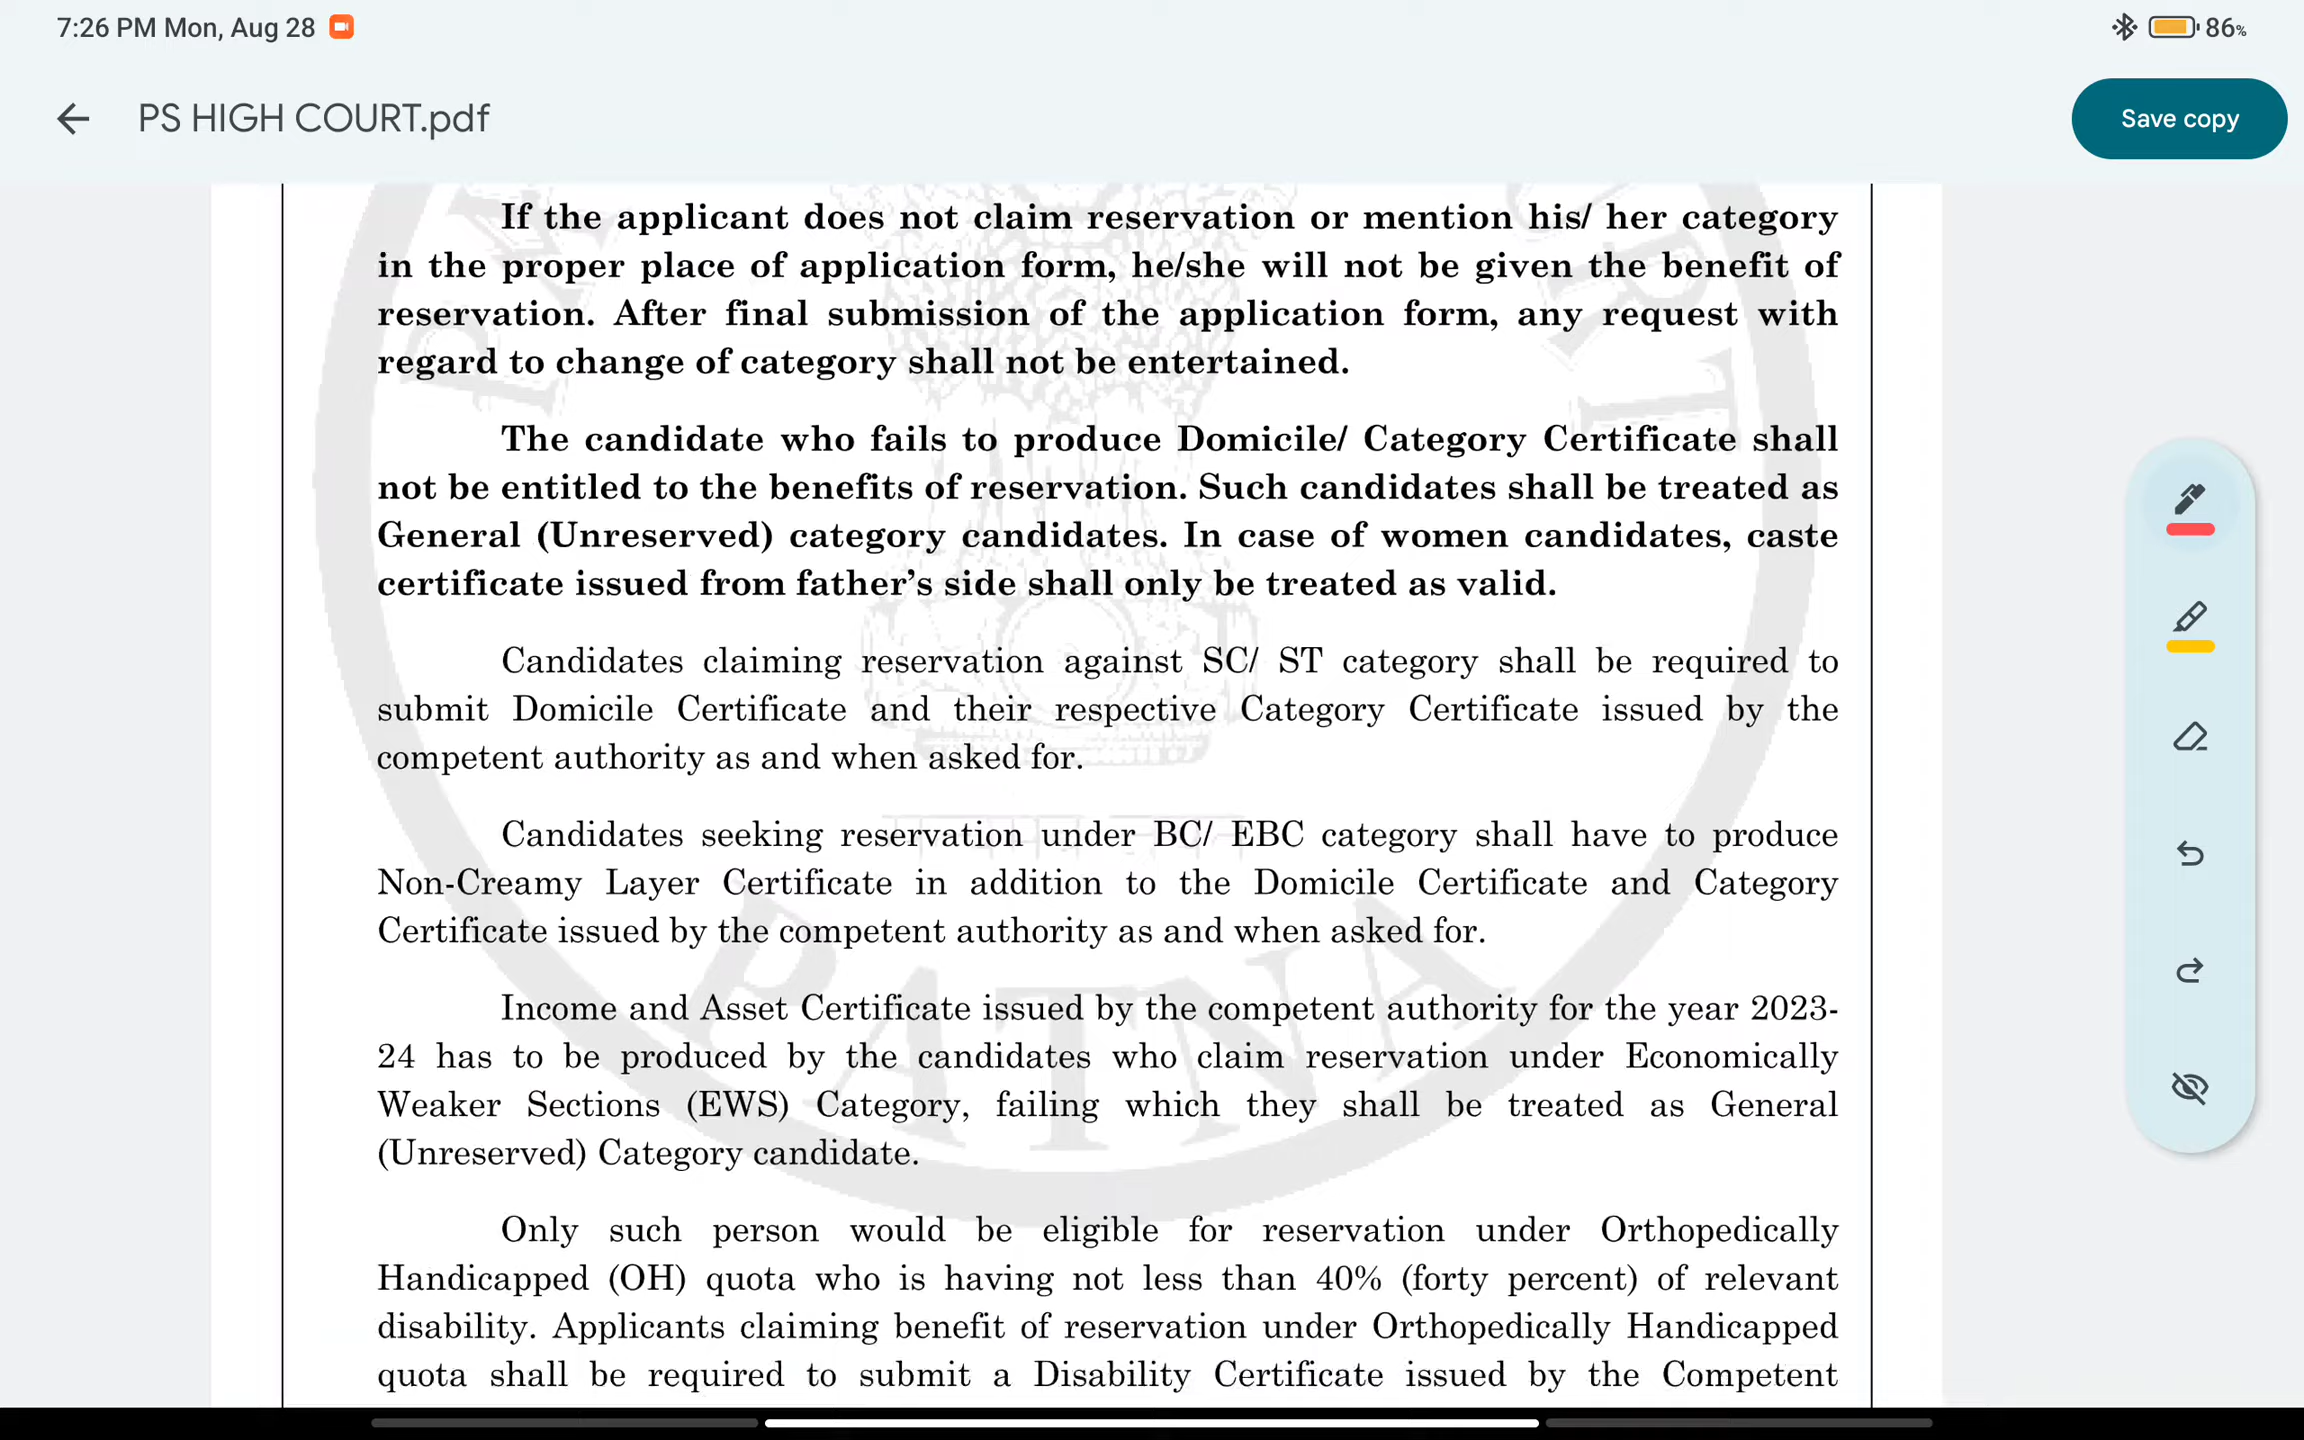 7:26 PM Mon, Aug 28
86%
PS HIGH COURT.pdf
Save copy
If the applicant does not claim reservation or mention his/ her category
in the proper place of application form, he/she will not be given the benefit of
reservation. After final submission of the application form, any request with
regard to change of category shall not be entertained.
The candidate who fails to produce Domicile/ Category Certificate shall
not be entitled to the benefits of reservation. Such candidates shall be treated as
General (Unreserved) category candidates. In case of women candidates, caste
certificate issued from father’s side shall only be treated as valid.
Candidates claiming reservation against SC/ ST category shall be required to
submit Domicile Certificate and their respective Category Certificate issued by the
competent authority as and when asked for.
Candidates seeking reservation under BC/ EBC category shall have to produce
Non-Creamy Layer Certificate in addition to the Domicile Certificate and Category
Certificate issued by the competent authority as and when asked for.
Income and Asset Certificate issued by the competent authority for the year 2023-
24 has to be produced by the candidates who claim reservation under Economically
Weaker Sections (EWS) Category, failing which they shall be treated as General
(Unreserved) Category candidate.
Only such person would be eligible for reservation under Orthopedically
Handicapped (OH) quota who is having not less than 40% (forty percent) of relevant
disability. Applicants claiming benefit of reservation under Orthopedically Handicapped
quota shall be required to submit a Disability Certificate issued by the Competent
PATNA